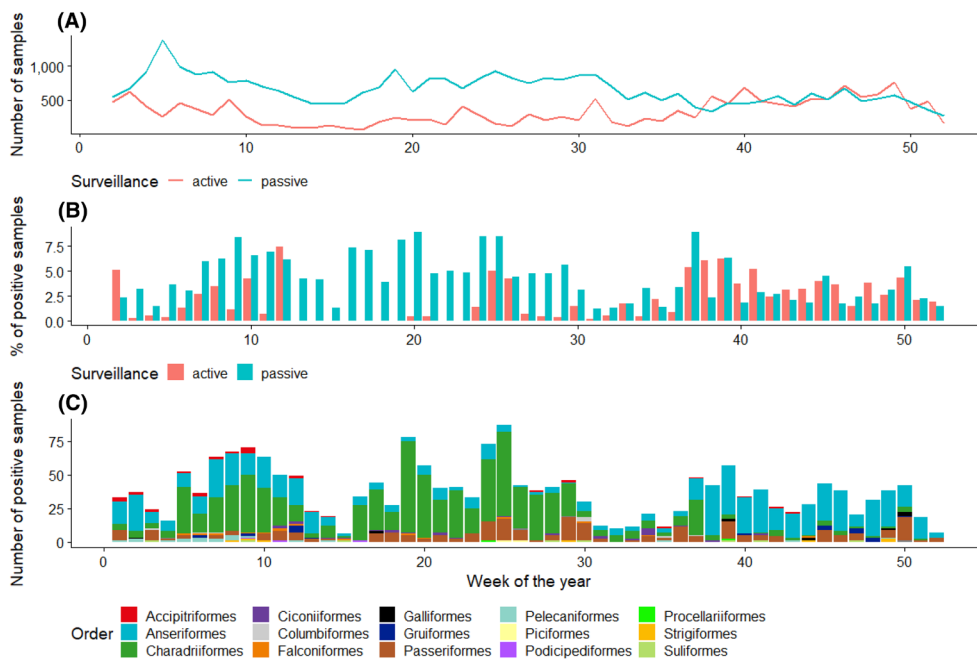 (A)
Number of samples
1,000
500
0 10 20 30 40 50
Surveillance active passive
(B)
% of positive samples
7.5
5.0
2.5
0.0
0 10 20 30 40 50
Surveillance active passive
(C)
Number of positive samples
75
50
25
0
0 10 20 30 40 50
Week of the year
Accipitriformes Ciconiiformes Galliformes Pelecaniformes Procellariiformes
Order Anseriformes Columbiformes Gruiformes Piciformes Strigiformes
Charadriiformes Falconiformes Passeriformes Podicipediformes Suliformes